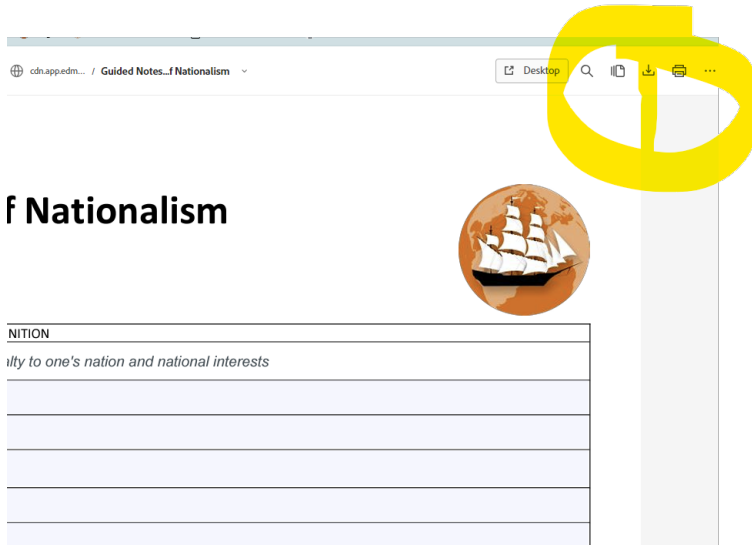 cdn.app.edm... / Guided Notes...f Nationalism
Desktop
f Nationalism
NITION
alty to one's nation and national interests